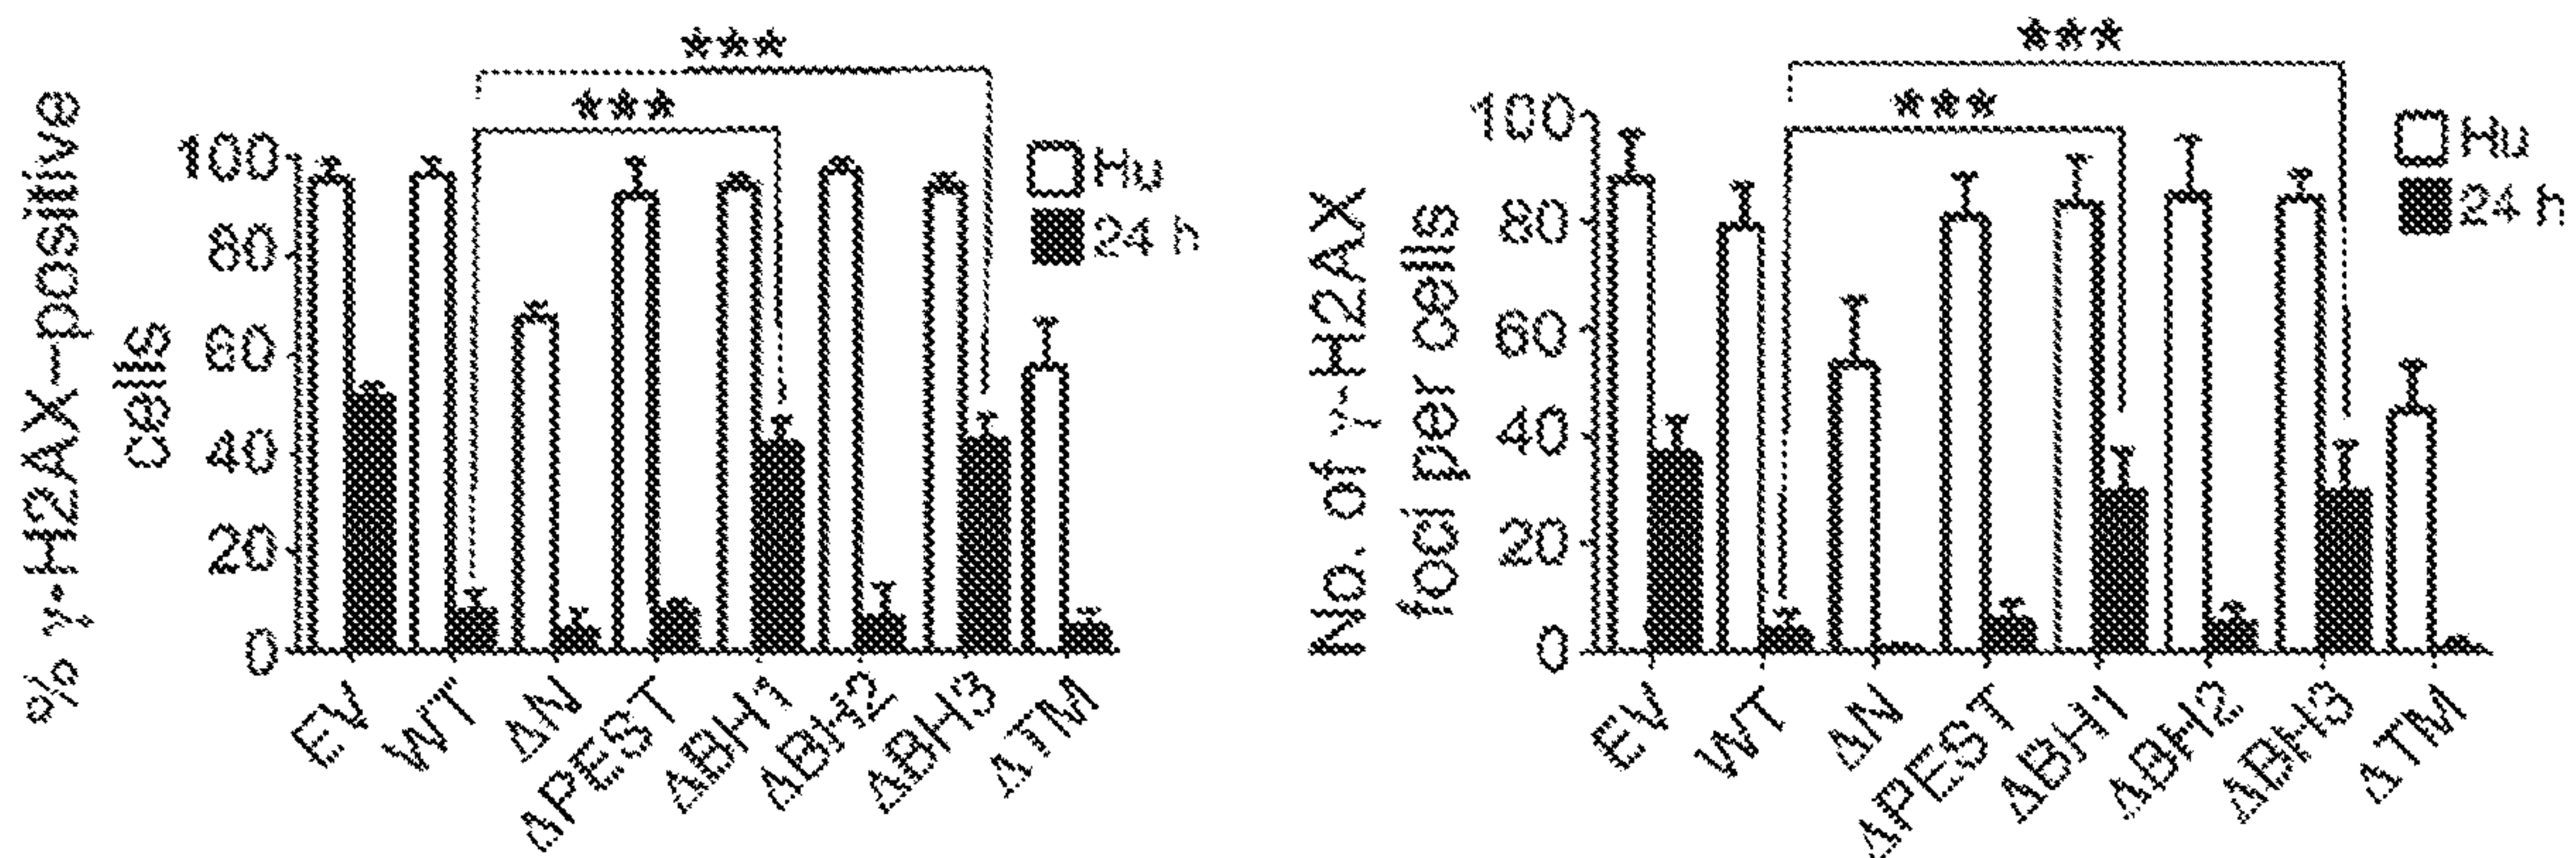 % γ-H2AX–positive
cells
***
***
100
80
60
40
20
0
Hu
24 h
EV
WT
ΔN
ΔPEST
ΔBH1
ΔBH2
ΔBH3
ΔTM
No. of γ-H2AX
foci per cells
***
***
100
80
60
40
20
0
Hu
24 h
EV
WT
ΔN
ΔPEST
ΔBH1
ΔBH2
ΔBH3
ΔTM